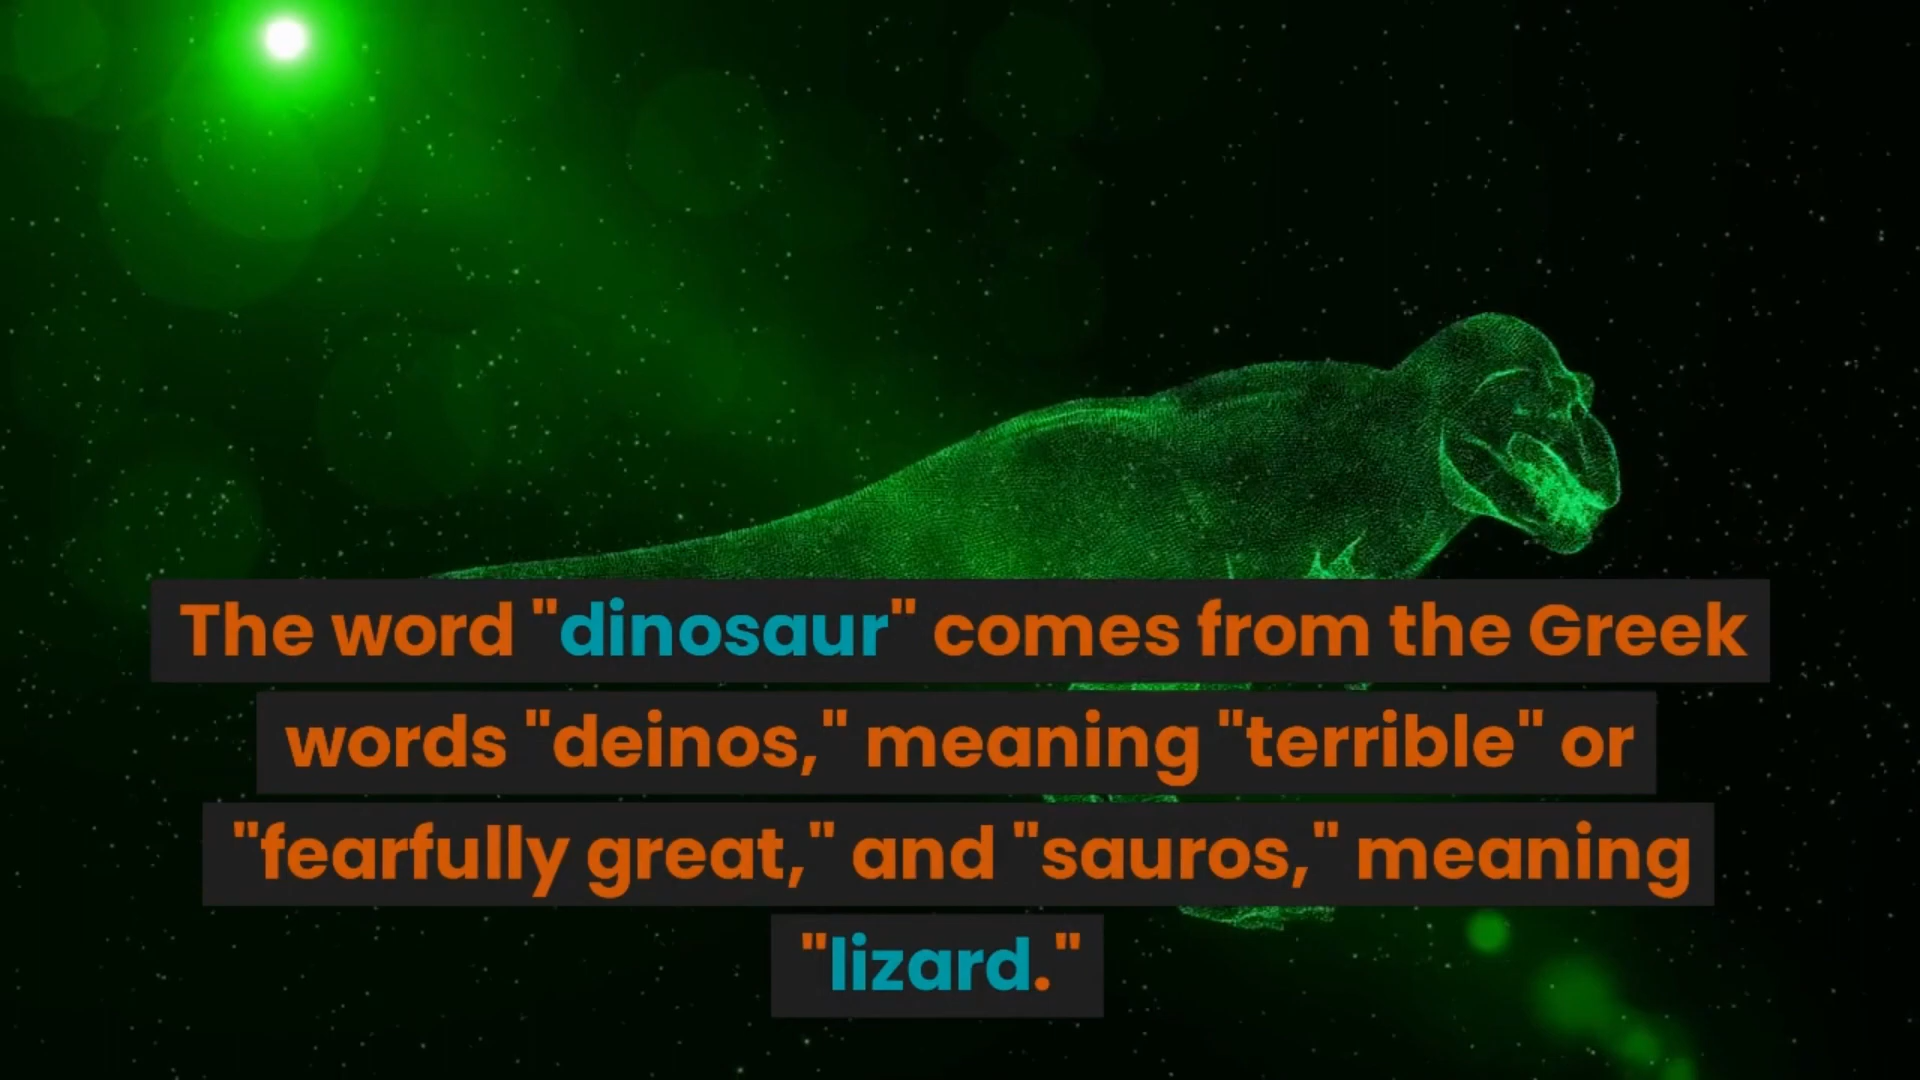 The word "dinosaur" comes from the Greek
words "deinos," meaning "terrible" or
"fearfully great," and "sauros," meaning
"lizard."